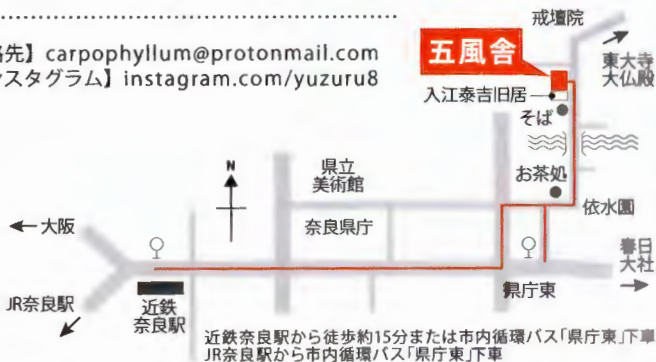 絡先】carpophyllum@protonmail.com
スタグラム】instagram.com/yuzuru8
戒壇院
五風舎
東大寺
大仏殿
入江泰吉旧居
そば
N
県立
美術館
お茶処
奈良県庁
依水園
←大阪
春日
大社
県庁東
JR奈良駅
近鉄
奈良駅
近鉄奈良駅から徒歩約15分または市内循環バス「県庁東」下車
JR奈良駅から市内循環バス「県庁東」下車